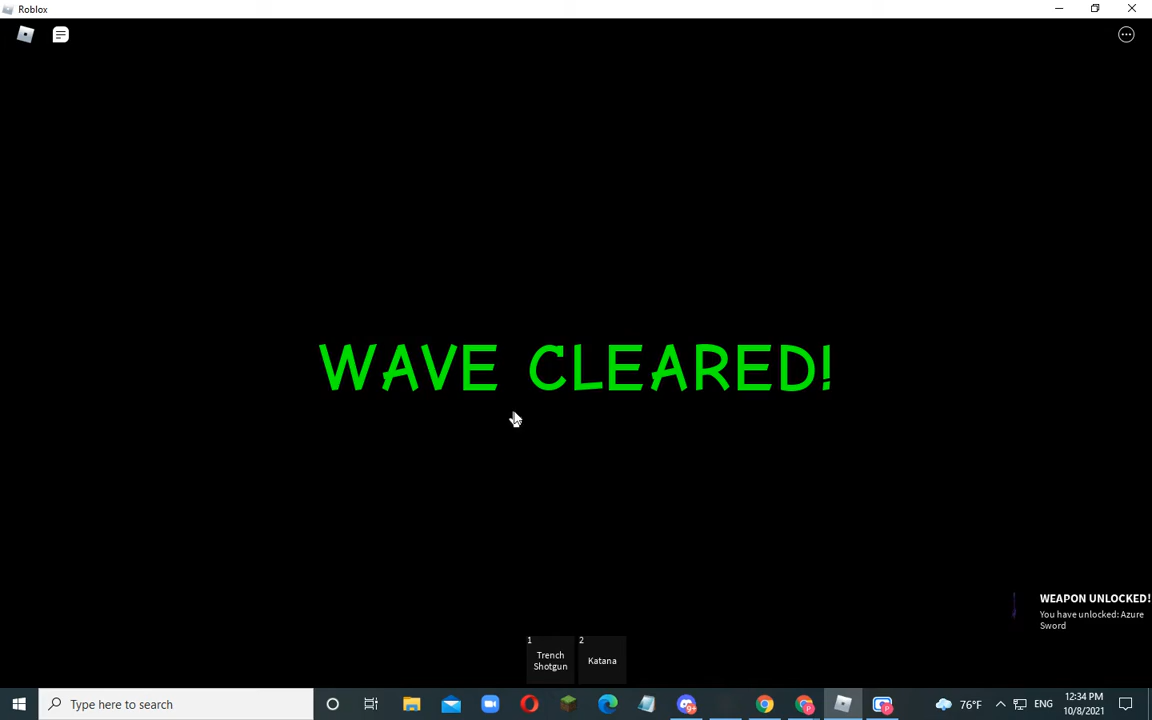 Roblox
WAVE CLEARED!
WEAPON UNLOCKED!
You have unlocked: Azure
Sword
1
Trench
Shotgun
2
Katana
Type here to search
9+
P
P
76°F
ENG
12:34 PM
10/8/2021